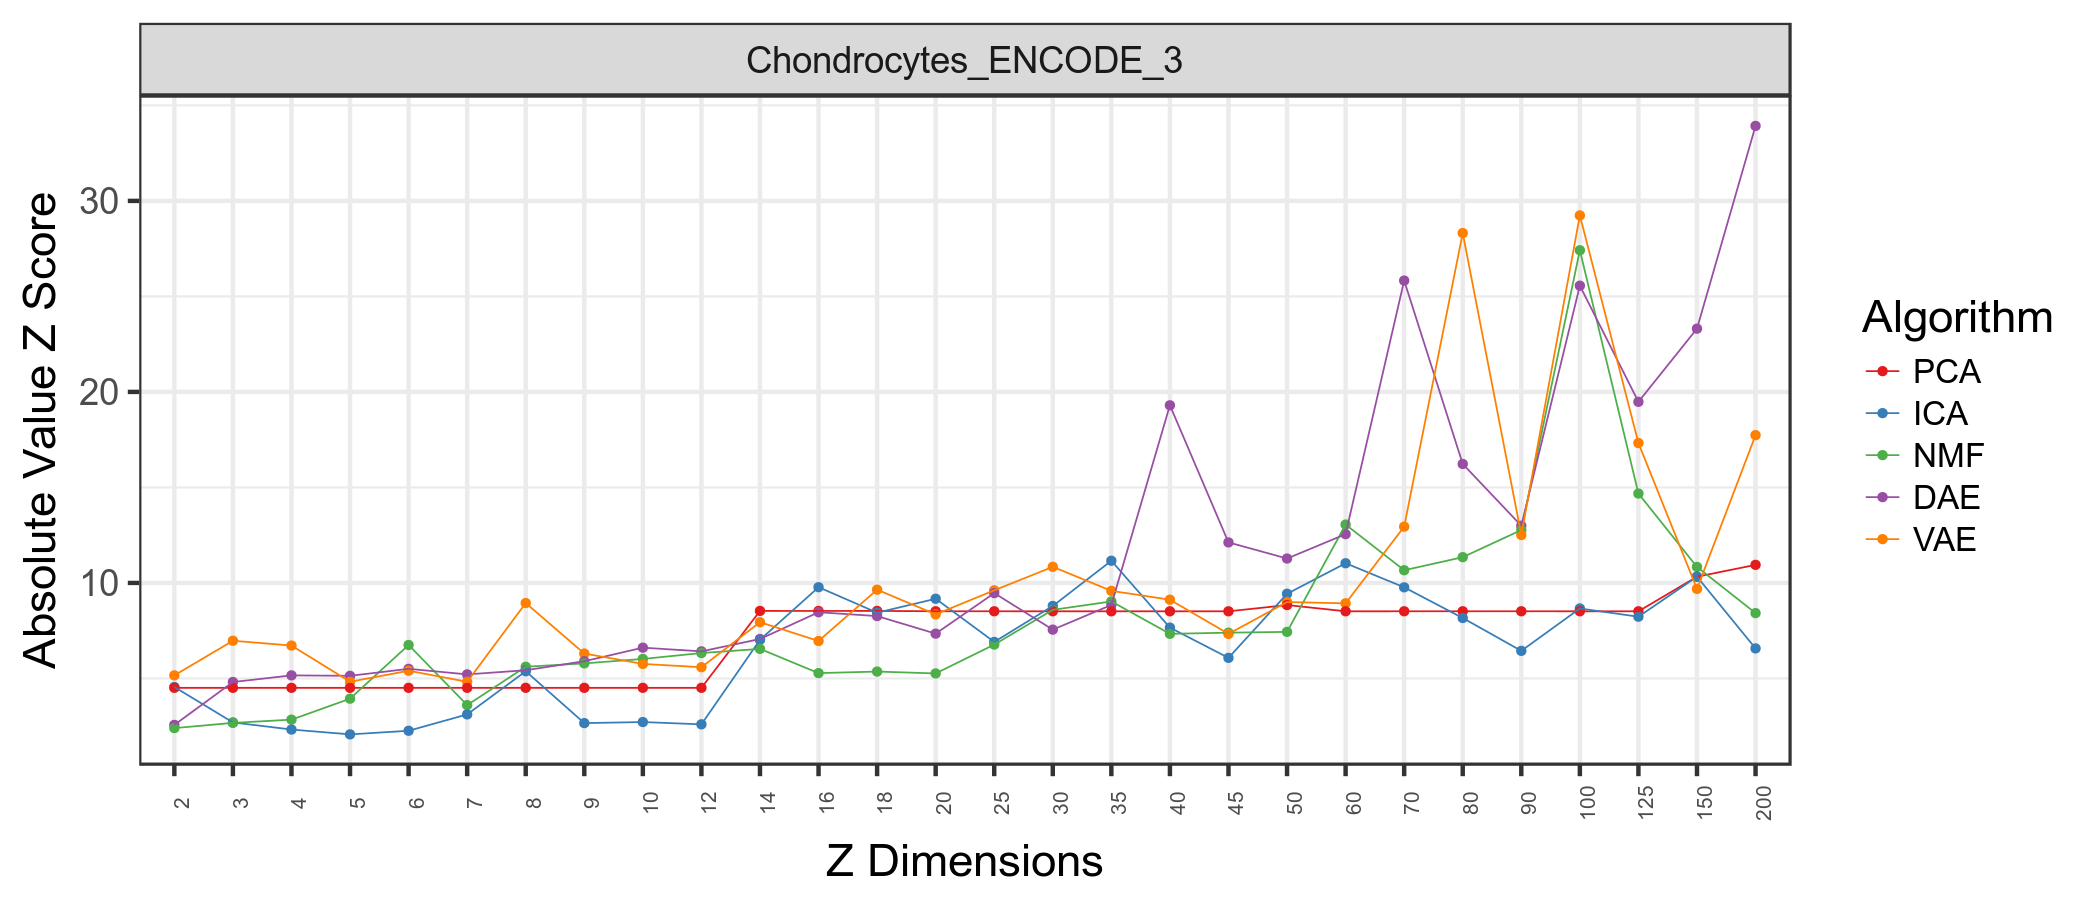 Chondrocytes_ENCODE_3
Absolute Value Z Score
30
20
10
2 3 4 5 6 7 8 9 10 12 14 16 18 20 25 30 35 40 45 50 60 70 80 90 100 125 150 200
Z Dimensions
Algorithm
PCA
ICA
NMF
DAE
VAE